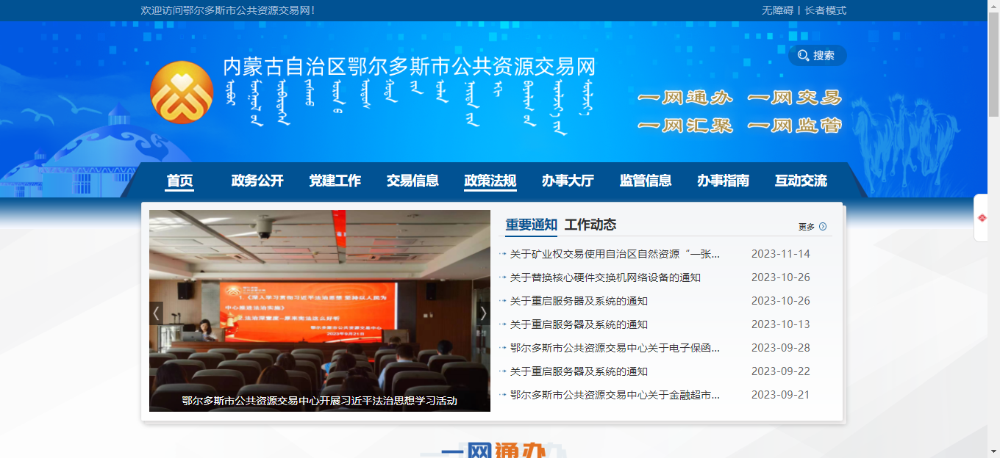 欢迎访问鄂尔多斯市公共资源交易网!
无障碍 | 长者模式
搜索
内蒙古自治区鄂尔多斯市公共资源交易网
一网通办 一网交易
一网汇聚 一网监管
首页 政务公开 党建工作 交易信息 政策法规 办事大厅 监管信息 办事指南 互动交流
1.《深入学习贯彻习近平法治思想 坚持以人民为
中心推进法治实施》
鄂尔多斯市公共资源交易中心
2023年9月21日
鄂尔多斯市公共资源交易中心开展习近平法治思想学习活动
重要通知 工作动态 更多
关于矿业权交易使用自治区自然资源“一张... 2023-11-14
关于替换核心硬件交换机网络设备的通知 2023-10-26
关于重启服务器及系统的通知 2023-10-26
关于重启服务器及系统的通知 2023-10-13
鄂尔多斯市公共资源交易中心关于电子保函... 2023-09-28
关于重启服务器及系统的通知 2023-09-22
鄂尔多斯市公共资源交易中心关于金融超市... 2023-09-21
一网通办